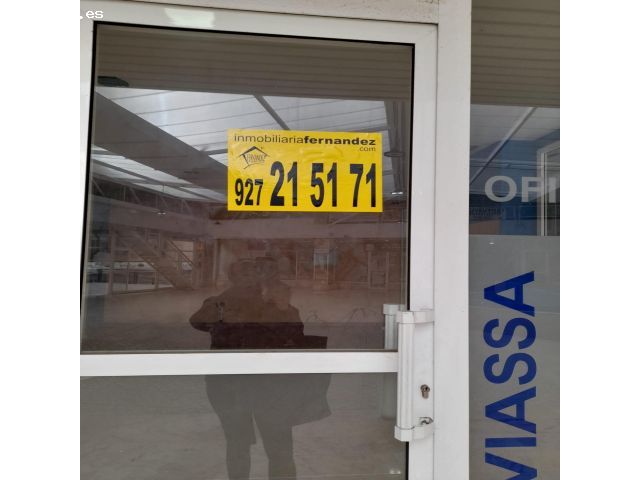 .es
inmobiliariafernandez
.com
927 21 51 71
OFI
VIASSA